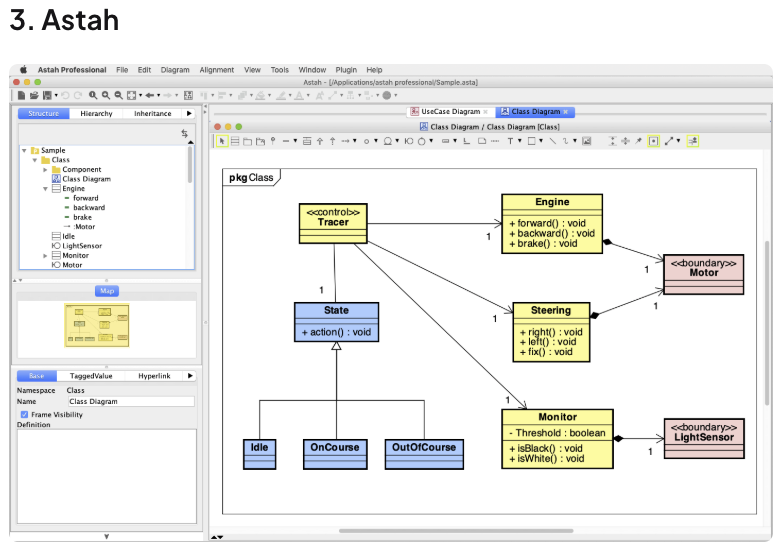 3. Astah
Astah Professional File Edit Diagram Alignment View Tools Window Plugin Help
Astah - [/Applications/astah professional/Sample.asta]
Structure Hierarchy Inheritance
UseCase Diagram
Class Diagram
Class Diagram / Class Diagram [Class]
Sample
Class
Component
Class Diagram
Engine
forward
backward
brake
:Motor
Idle
LightSensor
Monitor
Motor
Map
Base TaggedValue Hyperlink
Namespace Class
Name Class Diagram
Frame Visibility
Definition
pkg Class
<<control>>
Tracer
1
Engine
+ forward() : void
+ backward() : void
+ brake() : void
1
<<boundary>>
Motor
1
State
+ action() : void
1
Steering
+ right() : void
+ left() : void
+ fix() : void
1
1
Monitor
- Threshold : boolean
+ isBlack() : void
+ isWhite() : void
1
<<boundary>>
LightSensor
Idle
OnCourse
OutOfCourse